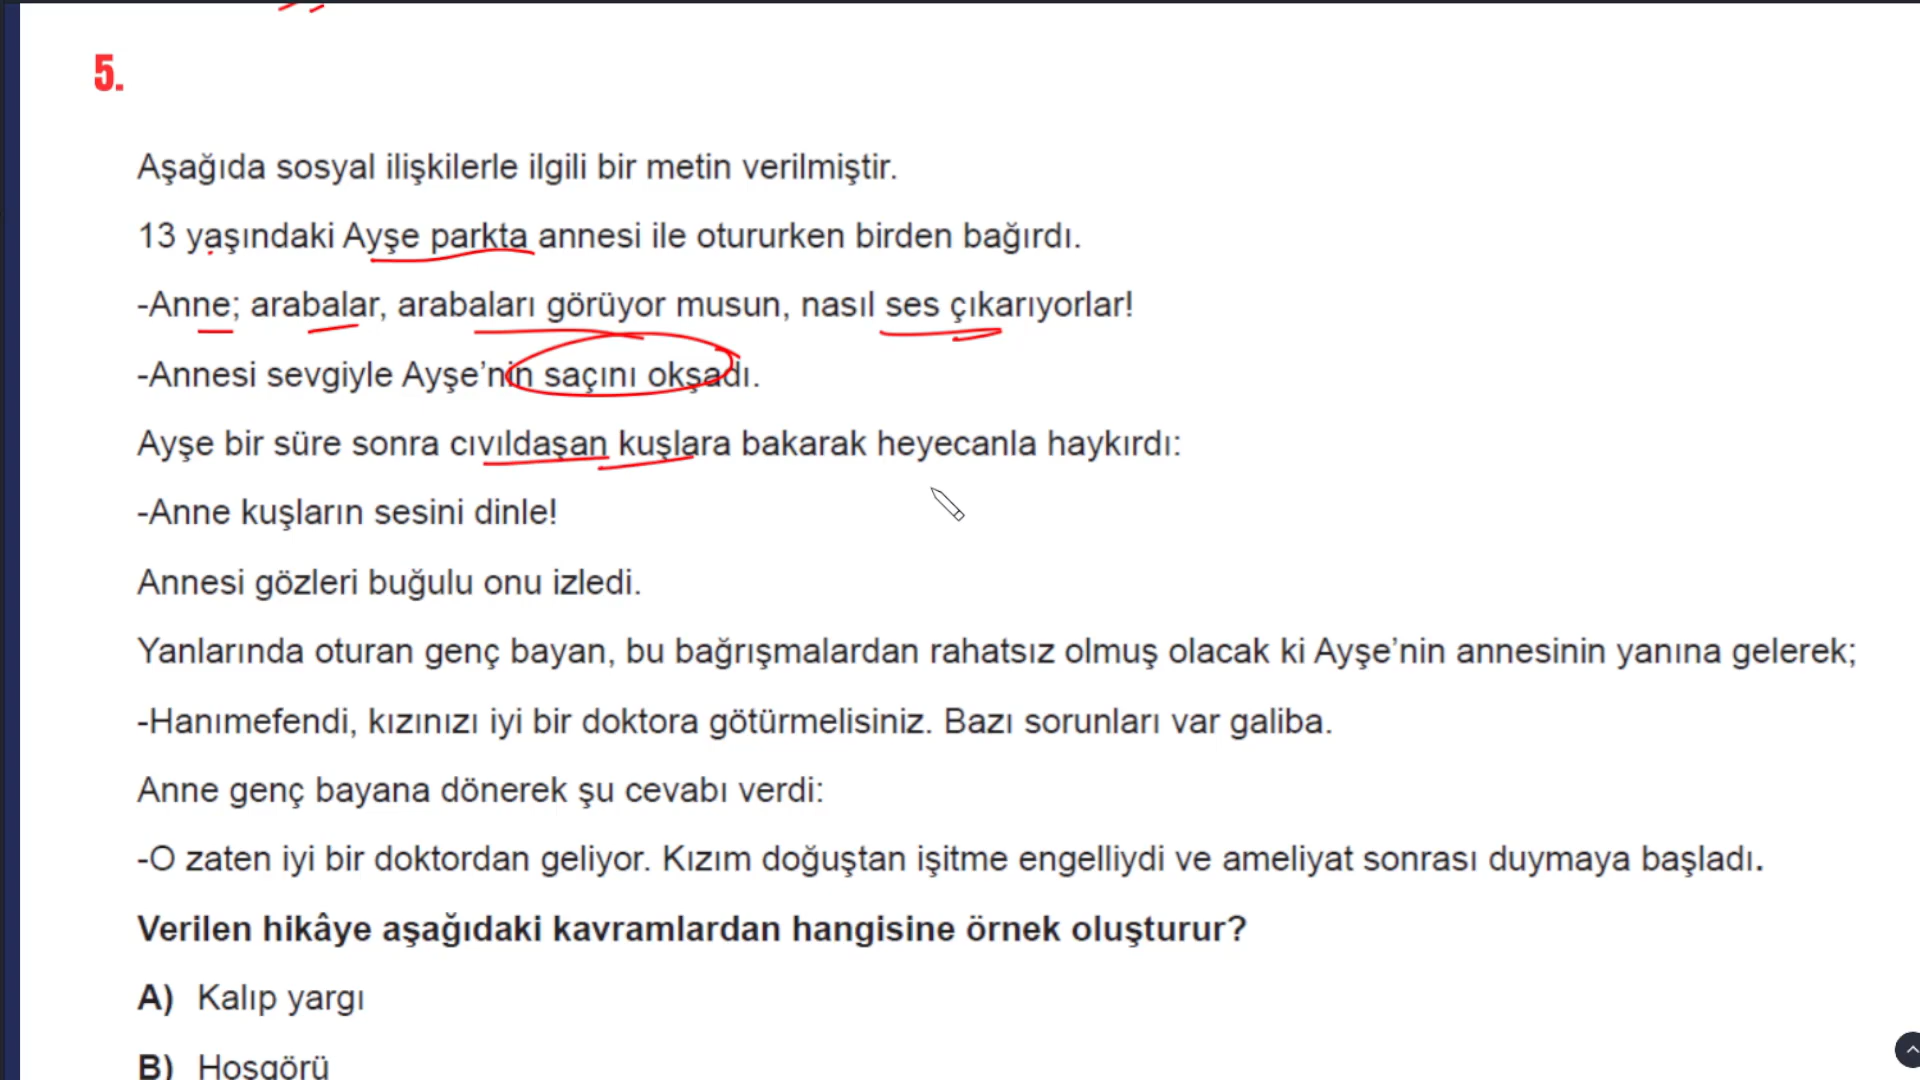 5.
Aşağıda sosyal ilişkilerle ilgili bir metin verilmiştir.
13 yaşındaki Ayşe parkta annesi ile otururken birden bağırdı.
-Anne; arabalar, arabaları görüyor musun, nasıl ses çıkarıyorlar!
-Annesi sevgiyle Ayşe’nin saçını okşadı.
Ayşe bir süre sonra cıvıldaşan kuşlara bakarak heyecanla haykırdı:
-Anne kuşların sesini dinle!
Annesi gözleri buğulu onu izledi.
Yanlarında oturan genç bayan, bu bağrışmalardan rahatsız olmuş olacak ki Ayşe’nin annesinin yanına gelerek;
-Hanımefendi, kızınızı iyi bir doktora götürmelisiniz. Bazı sorunları var galiba.
Anne genç bayana dönerek şu cevabı verdi:
-O zaten iyi bir doktordan geliyor. Kızım doğuştan işitme engelliydi ve ameliyat sonrası duymaya başladı.
Verilen hikâye aşağıdaki kavramlardan hangisine örnek oluşturur?
A) Kalıp yargı
B) Hoşgörü